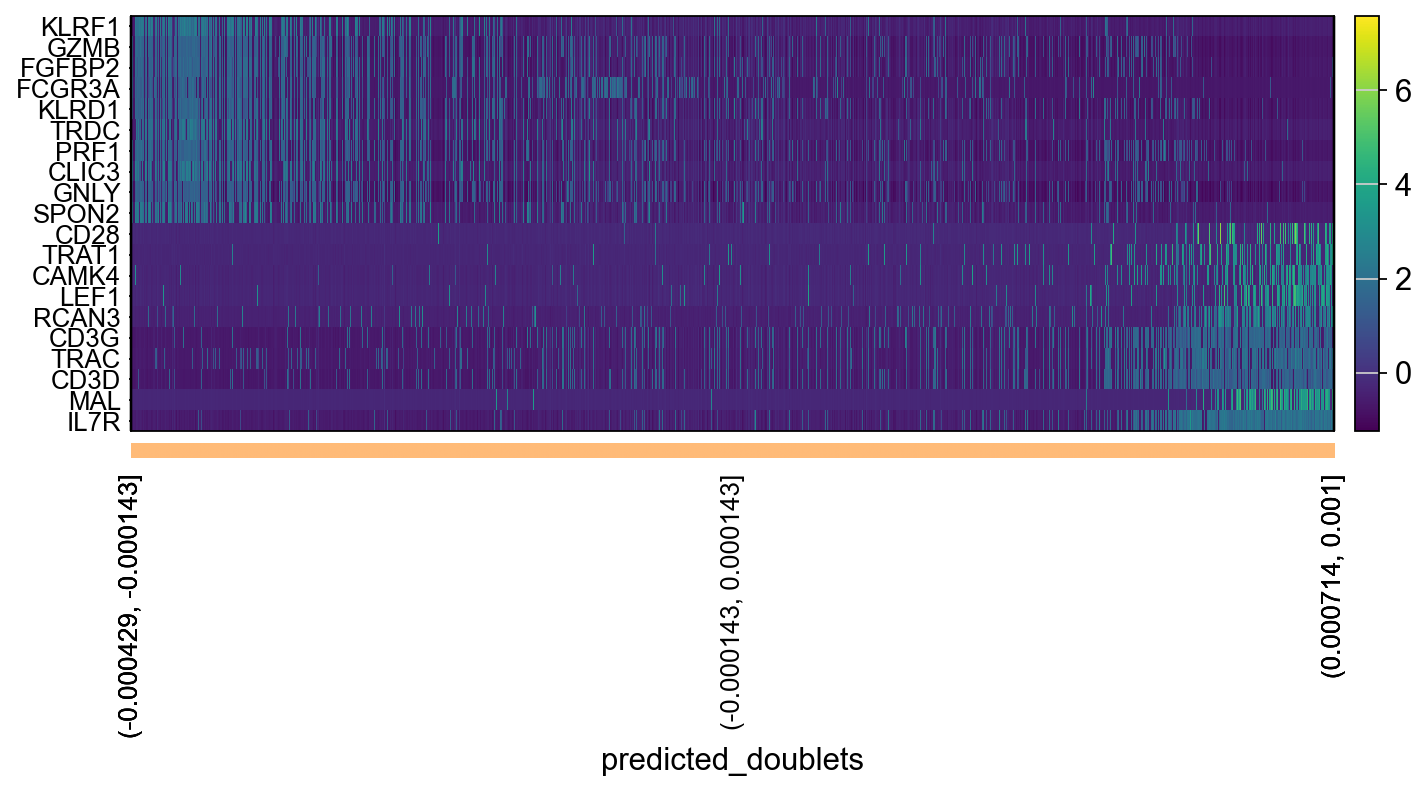 KLRF1
GZMB
FGFBP2
FCGR3A
KLRD1
TRDC
PRF1
CLIC3
GNLY
SPON2
CD28
TRAT1
CAMK4
LEF1
RCAN3
CD3G
TRAC
CD3D
MAL
IL7R
6
4
2
0
(-0.000429, -0.000143]
(-0.000143, 0.000143]
(0.000714, 0.001]
predicted_doublets